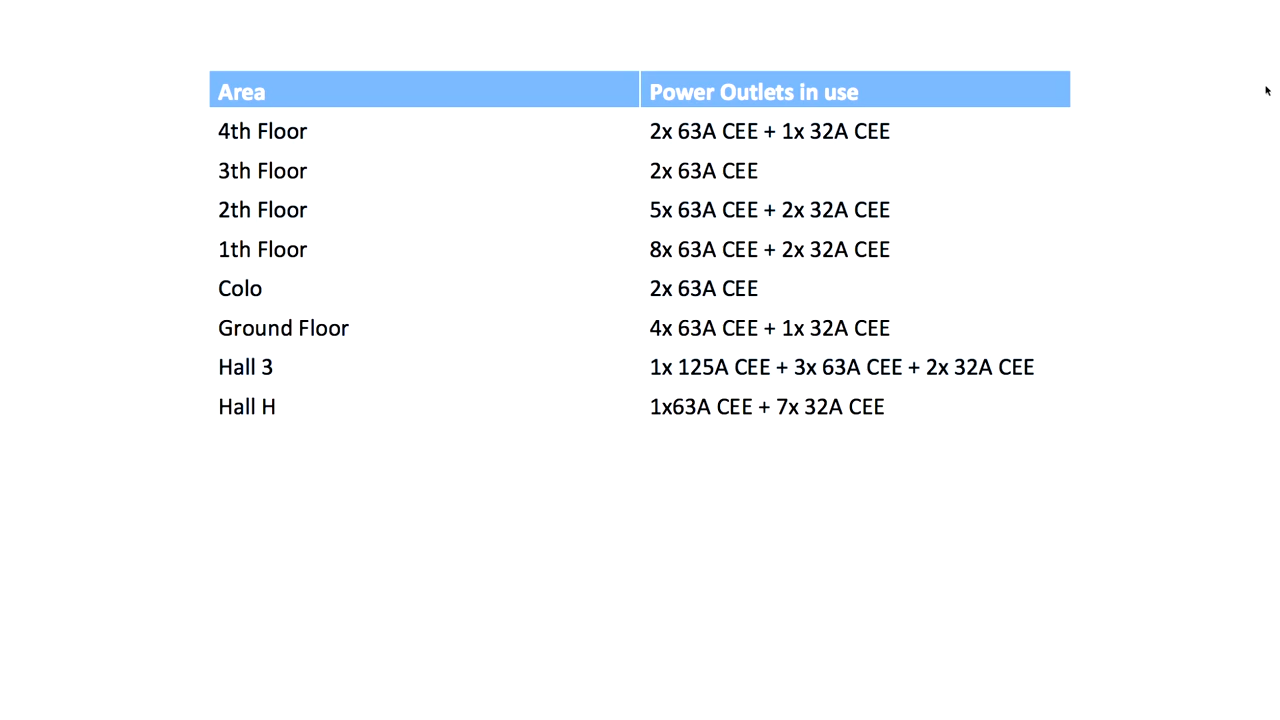 Area Power Outlets in use
4th Floor 2x 63A CEE + 1x 32A CEE
3th Floor 2x 63A CEE
2th Floor 5x 63A CEE + 2x 32A CEE
1th Floor 8x 63A CEE + 2x 32A CEE
Colo 2x 63A CEE
Ground Floor 4x 63A CEE + 1x 32A CEE
Hall 3 1x 125A CEE + 3x 63A CEE + 2x 32A CEE
Hall H 1x63A CEE + 7x 32A CEE